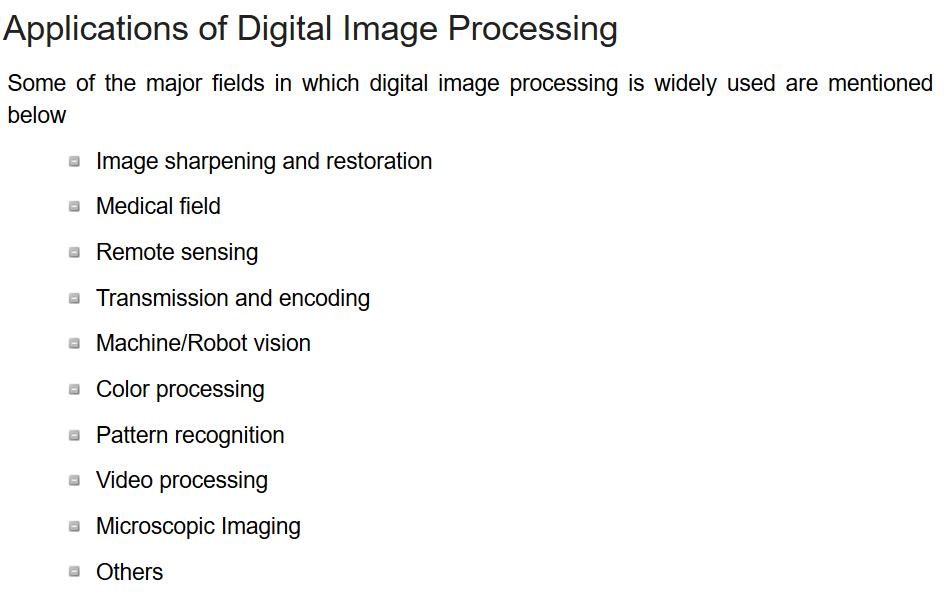 Applications of Digital Image Processing
Some of the major fields in which digital image processing is widely used are mentioned
below
Image sharpening and restoration
Medical field
Remote sensing
Transmission and encoding
Machine/Robot vision
Color processing
Pattern recognition
Video processing
Microscopic Imaging
Others